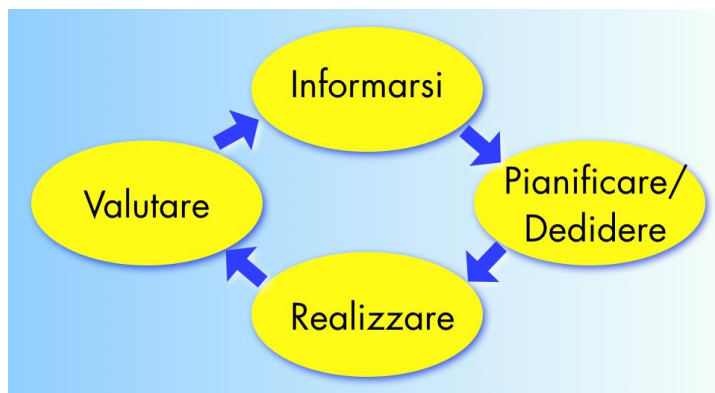 Informarsi
Pianificare/
Dedidere
Realizzare
Valutare